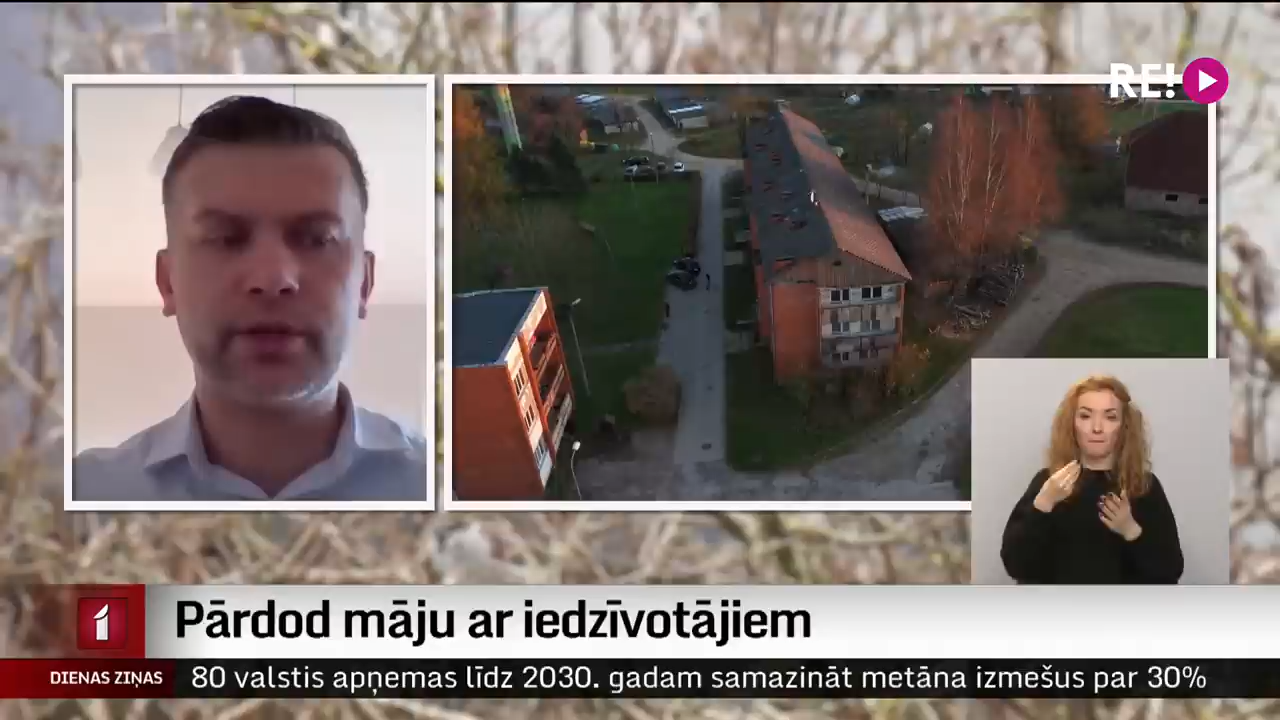 RE!
1
Pārdod māju ar iedzīvotājiem
DIENAS ZIŅAS
80 valstis apņemas līdz 2030. gadam samazināt metāna izmešus par 30%